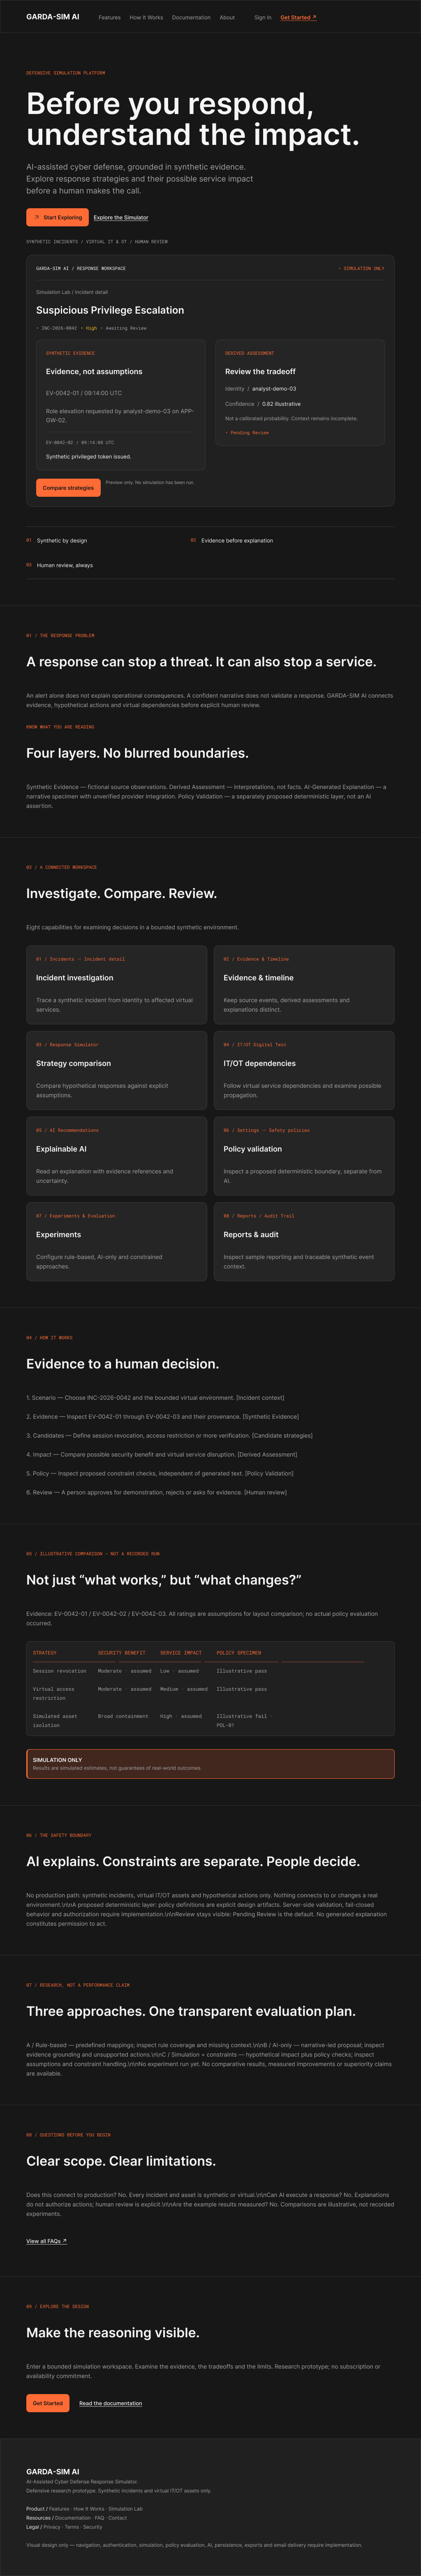 GARDA-SIM AI
Features How It Works Documentation About Sign In Get Started ↗
DEFENSIVE SIMULATION PLATFORM
Before you respond,
understand the impact.
AI-assisted cyber defense, grounded in synthetic evidence.
Explore response strategies and their possible service impact
before a human makes the call.
↗ Start Exploring Explore the Simulator
SYNTHETIC INCIDENTS / VIRTUAL IT & OT / HUMAN REVIEW
GARDA-SIM AI / RESPONSE WORKSPACE
• SIMULATION ONLY
Simulation Lab / Incident detail
Suspicious Privilege Escalation
• INC-2026-0042 • High • Awaiting Review
SYNTHETIC EVIDENCE
Evidence, not assumptions
EV-0042-01 / 09:14:00 UTC
Role elevation requested by analyst-demo-03 on APP-
GW-02.
EV-0042-02 / 09:14:08 UTC
Synthetic privileged token issued.
DERIVED ASSESSMENT
Review the tradeoff
Identity / analyst-demo-03
Confidence / 0.82 illustrative
Not a calibrated probability. Context remains incomplete.
• Pending Review
Compare strategies
Preview only. No simulation has been run.
01 Synthetic by design
02 Evidence before explanation
03 Human review, always
01 / THE RESPONSE PROBLEM
A response can stop a threat. It can also stop a service.
An alert alone does not explain operational consequences. A confident narrative does not validate a response. GARDA-SIM AI connects
evidence, hypothetical actions and virtual dependencies before explicit human review.
KNOW WHAT YOU ARE READING
Four layers. No blurred boundaries.
Synthetic Evidence — fictional source observations. Derived Assessment — interpretations, not facts. AI-Generated Explanation — a
narrative specimen with unverified provider integration. Policy Validation — a separately proposed deterministic layer, not an AI
assertion.
03 / A CONNECTED WORKSPACE
Investigate. Compare. Review.
Eight capabilities for examining decisions in a bounded synthetic environment.
01 / Incidents → Incident detail
Incident investigation
Trace a synthetic incident from identity to affected virtual
services.
02 / Evidence & Timeline
Evidence & timeline
Keep source events, derived assessments and
explanations distinct.
03 / Response Simulator
Strategy comparison
Compare hypothetical responses against explicit
assumptions.
04 / IT/OT Digital Twin
IT/OT dependencies
Follow virtual service dependencies and examine possible
propagation.
05 / AI Recommendations
Explainable AI
Read an explanation with evidence references and
uncertainty.
06 / Settings → Safety policies
Policy validation
Inspect a proposed deterministic boundary, separate from
AI.
07 / Experiments & Evaluation
Experiments
Configure rule-based, AI-only and constrained
approaches.
08 / Reports / Audit Trail
Reports & audit
Inspect sample reporting and traceable synthetic event
context.
04 / HOW IT WORKS
Evidence to a human decision.
1. Scenario — Choose INC-2026-0042 and the bounded virtual environment. [Incident context]
2. Evidence — Inspect EV-0042-01 through EV-0042-03 and their provenance. [Synthetic Evidence]
3. Candidates — Define session revocation, access restriction or more verification. [Candidate strategies]
4. Impact — Compare possible security benefit and virtual service disruption. [Derived Assessment]
5. Policy — Inspect proposed constraint checks, independent of generated text. [Policy Validation]
6. Review — A person approves for demonstration, rejects or asks for evidence. [Human review]
05 / ILLUSTRATIVE COMPARISON — NOT A RECORDED RUN
Not just “what works,” but “what changes?”
Evidence: EV-0042-01 / EV-0042-02 / EV-0042-03. All ratings are assumptions for layout comparison; no actual policy evaluation
occurred.
STRATEGY SECURITY BENEFIT SERVICE IMPACT POLICY SPECIMEN
Session revocation Moderate · assumed Low · assumed Illustrative pass
Virtual access
restriction
Moderate · assumed Medium · assumed Illustrative pass
Simulated asset
isolation
Broad containment High · assumed Illustrative fail ·
SIMULATION ONLY
Results are simulated estimates, not guarantees of real-world outcomes.
06 / THE SAFETY BOUNDARY
AI explains. Constraints are separate. People decide.
No production path: synthetic incidents, virtual IT/OT assets and hypothetical actions only. Nothing connects to or changes a real
environment.\n\nA proposed deterministic layer: policy definitions are explicit design artifacts. Server-side validation, fail-closed
behavior and authorization require implementation.\n\nReview stays visible: Pending Review is the default. No generated explanation
constitutes permission to act.
07 / RESEARCH, NOT A PERFORMANCE CLAIM
Three approaches. One transparent evaluation plan.
A / Rule-based — predefined mappings; inspect rule coverage and missing context.\n\nB / AI-only — narrative-led proposal; inspect
evidence grounding and unsupported actions.\n\nC / Simulation + constraints — hypothetical impact plus policy checks; inspect
assumptions and constraint handling.\n\nNo experiment run yet. No comparative results, measured improvements or superiority claims
are available.
08 / QUESTIONS BEFORE YOU BEGIN
Clear scope. Clear limitations.
Does this connect to production? No. Every incident and asset is synthetic or virtual.\n\nCan AI execute a response? No. Explanations
do not authorize actions; human review is explicit.\n\nAre the example results measured? No. Comparisons are illustrative, not recorded
experiments.
View all FAQs ↗
09 / EXPLORE THE DESIGN
Make the reasoning visible.
Enter a bounded simulation workspace. Examine the evidence, the tradeoffs and the limits. Research prototype; no subscription or
availability commitment.
Get Started Read the documentation
GARDA-SIM AI
AI-Assisted Cyber Defense Response Simulator.
Defensive research prototype. Synthetic incidents and virtual IT/OT assets only.
Product / Features · How It Works · Simulation Lab
Resources / Documentation · FAQ · Contact
Legal / Privacy · Terms · Security
Visual design only — navigation, authentication, simulation, policy evaluation, AI, persistence, exports and email delivery require implementation.